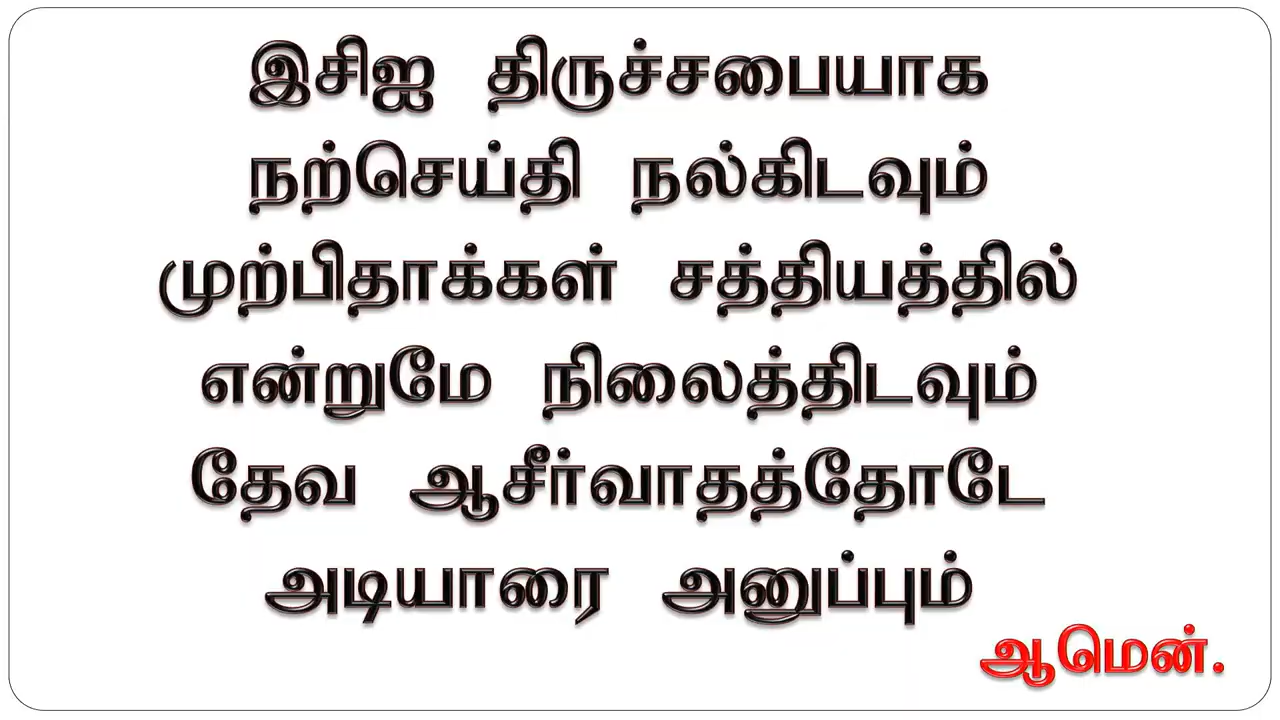 இசிஐ திருச்சபையாக
நற்செய்தி நல்கிடவும்
முற்பிதாக்கள் சத்தியத்தில்
என்றுமே நிலைத்திடவும்
தேவ ஆசீர்வாதத்தோடே
அடியாரை அனுப்பும்
ஆமென்.